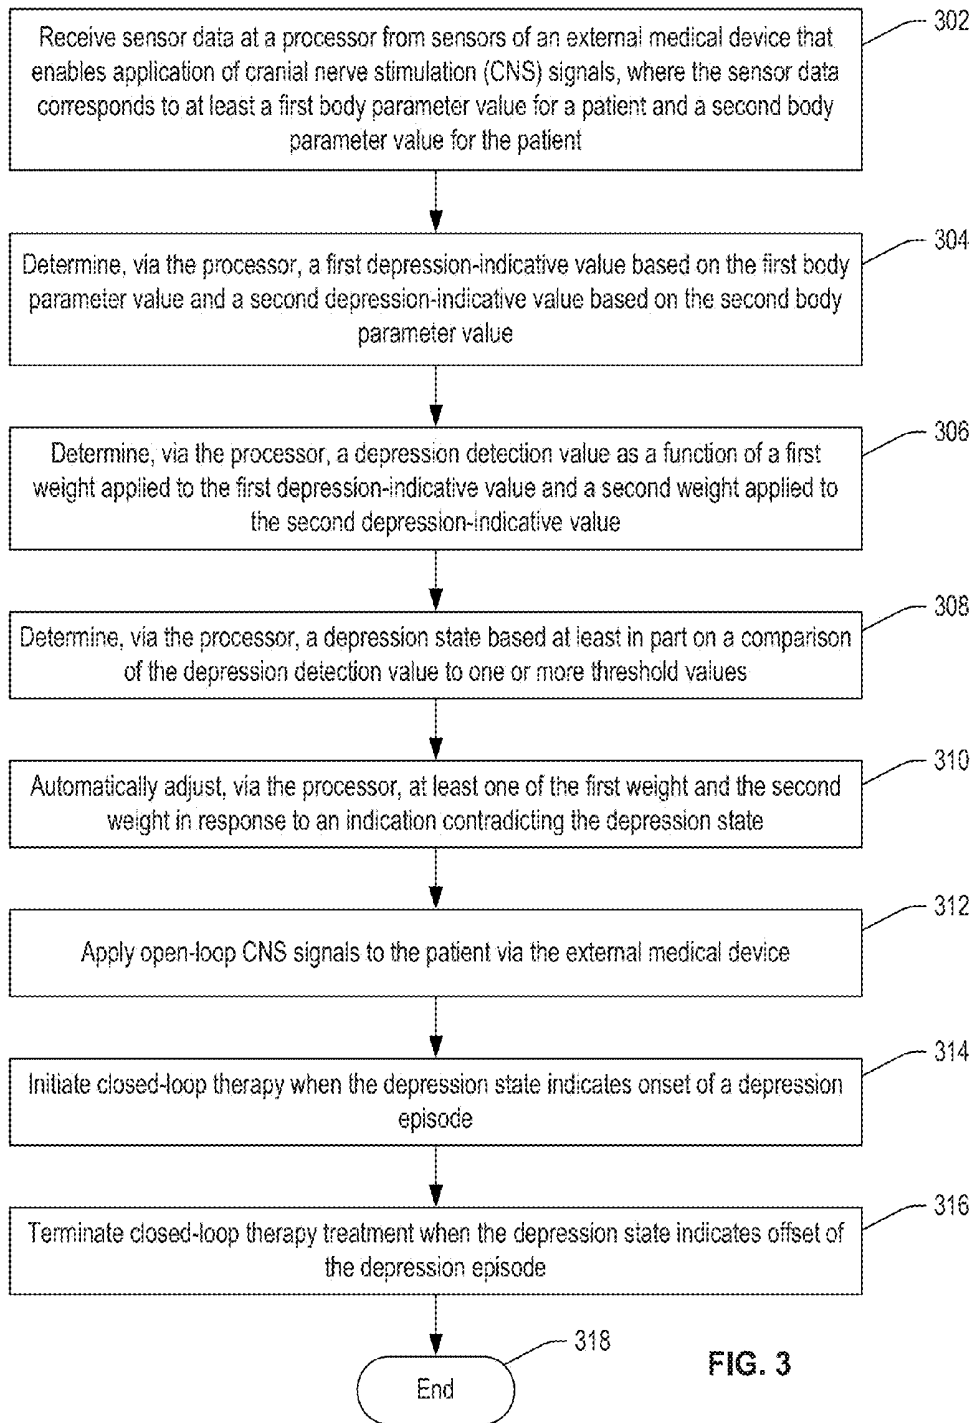 Receive sensor data at a processor from sensors of an external medical device that
enables application of cranial nerve stimulation (CNS) signals, where the sensor data
corresponds to at least a first body parameter value for a patient and a second body
parameter value for the patient
302
Determine, via the processor, a first depression-indicative value based on the first body
parameter value and a second depression-indicative value based on the second body
parameter value
304
Determine, via the processor, a depression detection value as a function of a first
weight applied to the first depression-indicative value and a second weight applied to
the second depression-indicative value
306
Determine, via the processor, a depression state based at least in part on a comparison
of the depression detection value to one or more threshold values
308
Automatically adjust, via the processor, at least one of the first weight and the second
weight in response to an indication contradicting the depression state
310
Apply open-loop CNS signals to the patient via the external medical device
312
Initiate closed-loop therapy when the depression state indicates onset of a depression
episode
314
Terminate closed-loop therapy treatment when the depression state indicates offset of
the depression episode
316
End
318
FIG. 3